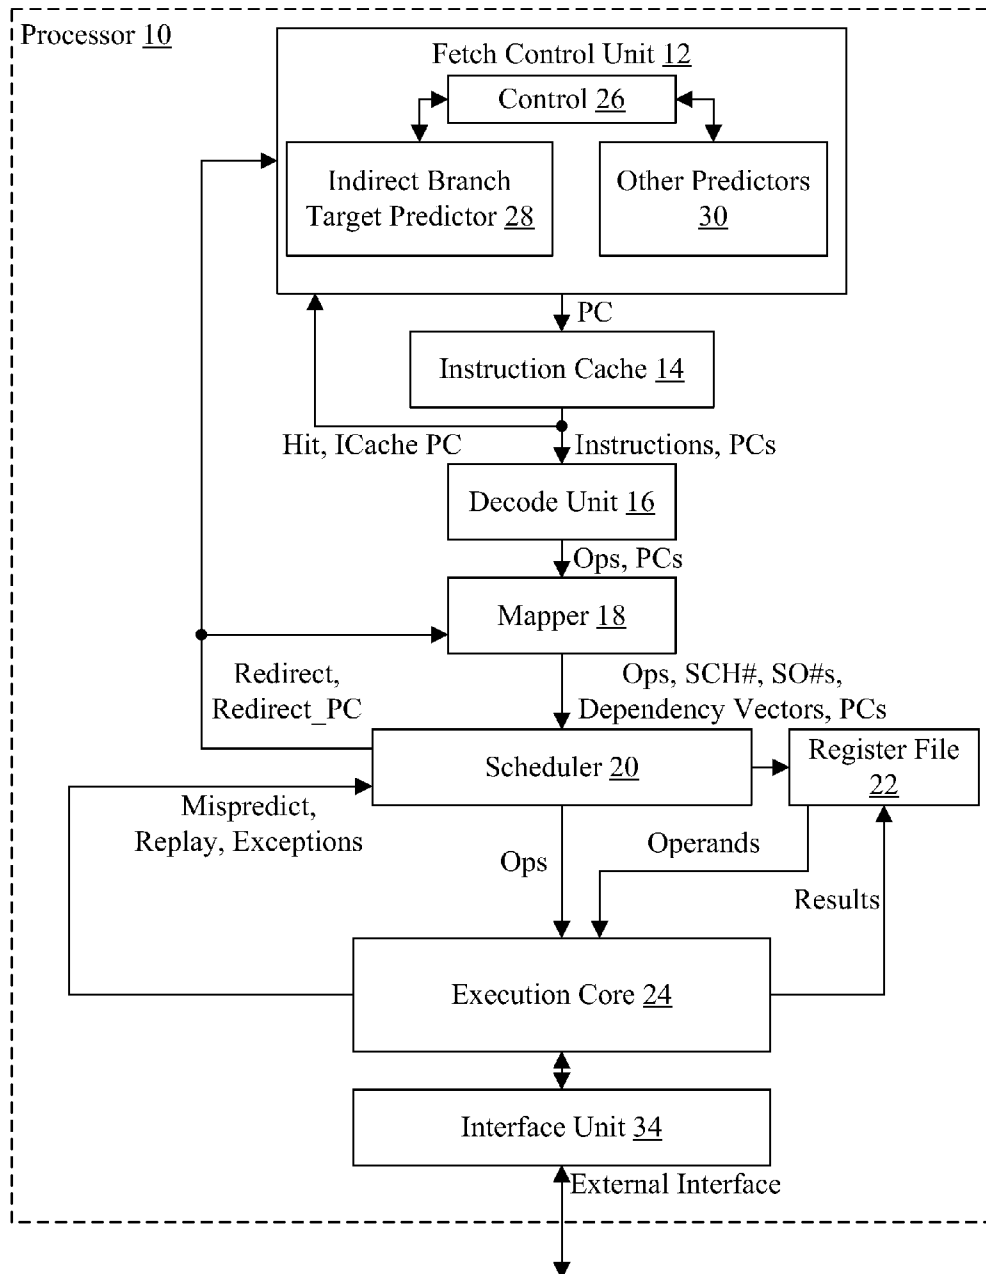 Processor 10
Fetch Control Unit 12
Control 26
Indirect Branch
Target Predictor 28
Other Predictors
30
PC
Instruction Cache 14
Hit, ICache PC
Instructions, PCs
Decode Unit 16
Ops, PCs
Mapper 18
Redirect,
Redirect_PC
Ops, SCH#, SO#s,
Dependency Vectors, PCs
Scheduler 20
Register File
22
Mispredict,
Replay, Exceptions
Ops
Operands
Results
Execution Core 24
Interface Unit 34
External Interface